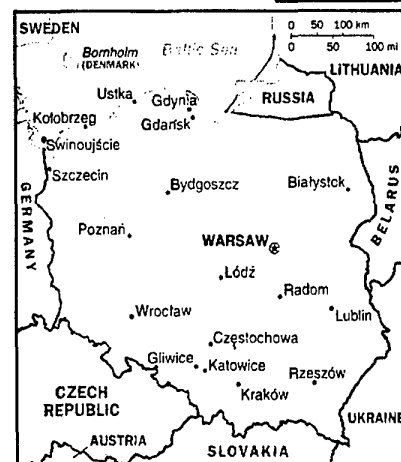 SWEDEN
0 50 100 km
0 50 100 mi
Bornholm
(DENMARK)
Baltic Sea
LITHUANIA
RUSSIA
Ustka
Gdynia
Gdańsk
Kołobrzeg
Świnoujście
Szczecin
Bydgoszcz
Białystck
BELARUS
GERMANY
Poznań
WARSAW
Łódź
Radom
Wrocław
Lublin
Częstochowa
Gliwice
Katowice
Rzeszów
Kraków
CZECH
REPUBLIC
UKRAINE
AUSTRIA
SLOVAKIA